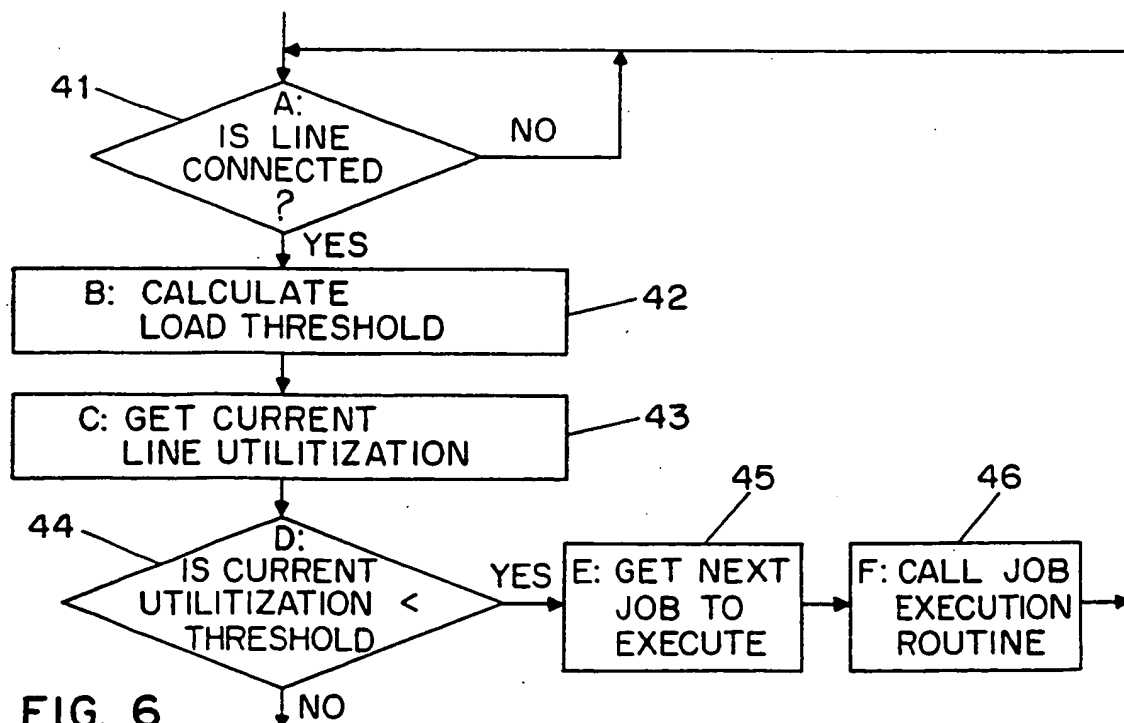 41
A:
IS LINE
CONNECTED
?
NO
YES
B: CALCULATE
LOAD THRESHOLD
42
C: GET CURRENT
LINE UTILITIZATION
43
44
D:
IS CURRENT
UTILITIZATION <
THRESHOLD
YES
45
E: GET NEXT
JOB TO
EXECUTE
46
F: CALL JOB
EXECUTION
ROUTINE
NO
FIG. 6